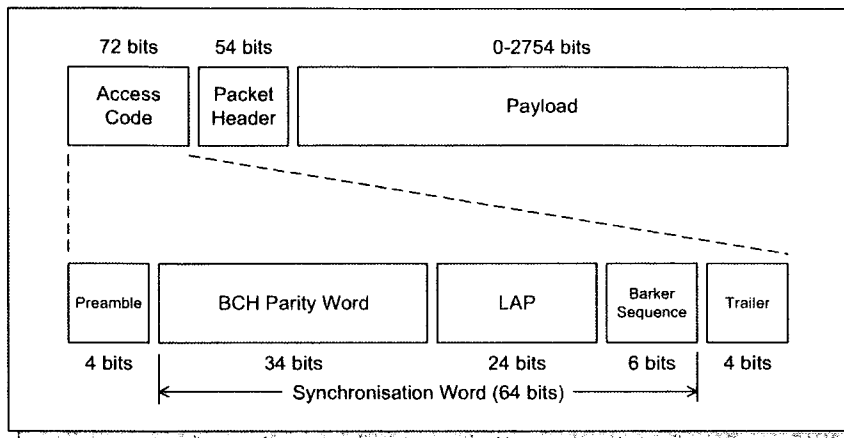 72 bits 54 bits 0-2754 bits
Access Code Packet Header Payload
Preamble BCH Parity Word LAP Barker Sequence Trailer
4 bits 34 bits 24 bits 6 bits 4 bits
Synchronisation Word (64 bits)